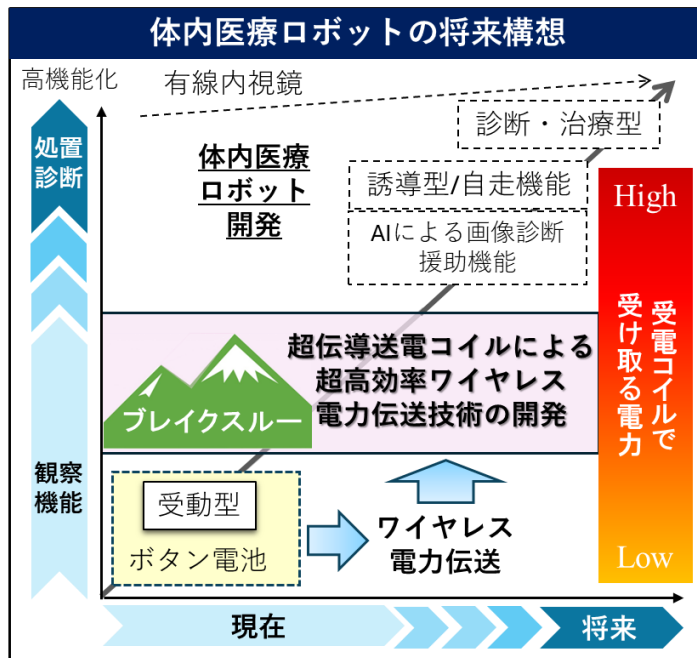 体内医療ロボットの将来構想
高機能化
有線内視鏡
処置
診断
体内医療
ロボット
開発
診断・治療型
誘導型/自走機能
AIによる画像診断
援助機能
High
受電コイルで
受け取る電力
Low
超伝導送電コイルによる
超高効率ワイヤレス
電力伝送技術の開発
ブレイクスルー
観察
機能
受動型
ボタン電池
ワイヤレス
電力伝送
現在
将来